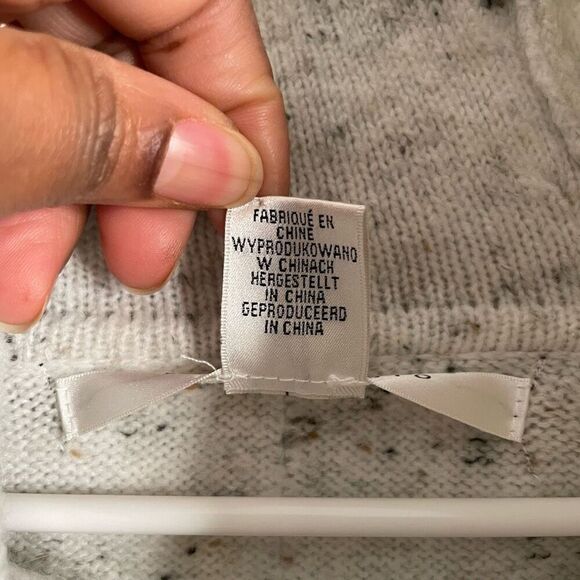 FABRIQUÉ EN
CHINE
WYPRODUKOWANO
W CHINACH
HERGESTELLT
IN CHINA
GEPRODUCEERD
IN CHINA